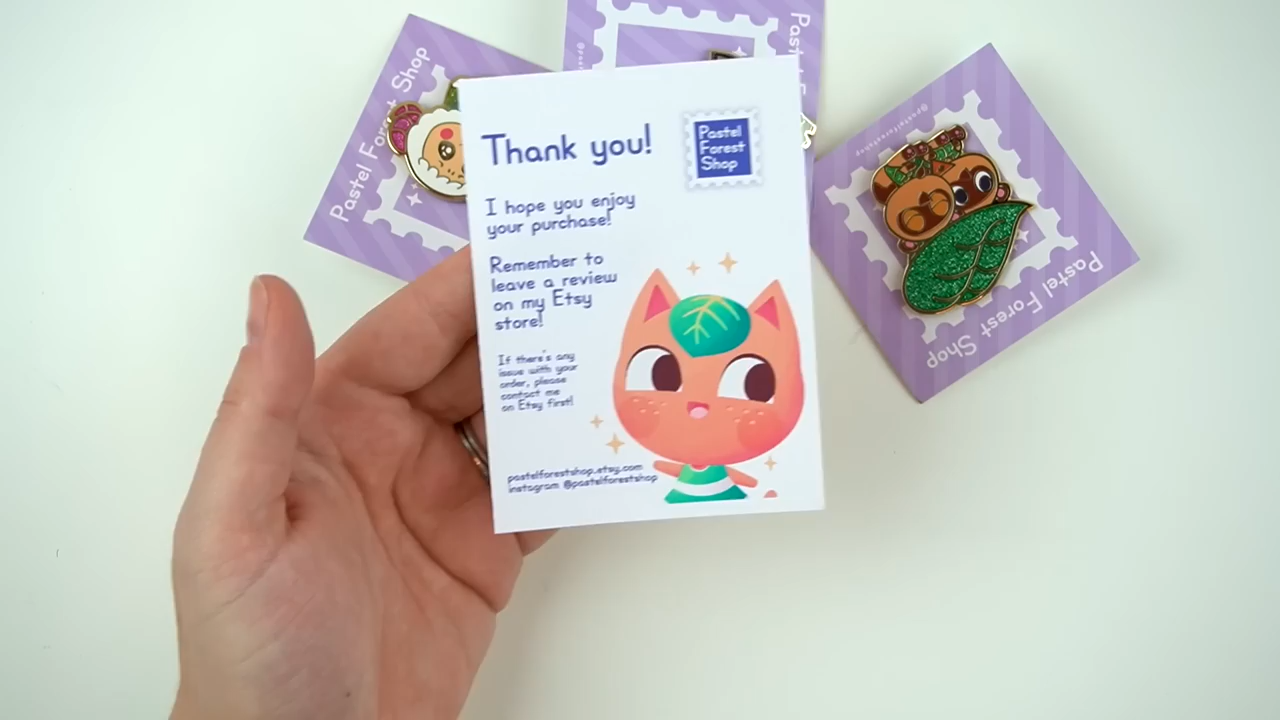 Thank you!
Pastel
Forest
Shop
I hope you enjoy
your purchase!
Remember to
leave a review
on my Etsy
store!
If there's any
issue with your
order, please
contact me
on Etsy first!
pastelforestshop.etsy.com
instagram @pastelforestshop
Pastel Forest Shop
Pastel F
@pastelforestshop
Pastel Forest Shop